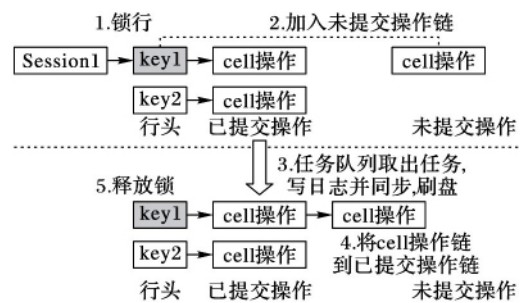 1.锁行
2.加入未提交操作链
Session1
key1
cell操作
cell操作
key2
cell操作
行头
已提交操作
未提交操作
3.任务队列取出任务,
写日志并同步,刷盘
5.释放锁
key1
cell操作
cell操作
4.将cell操作链
到已提交操作链
key2
cell操作
行头
已提交操作
未提交操作